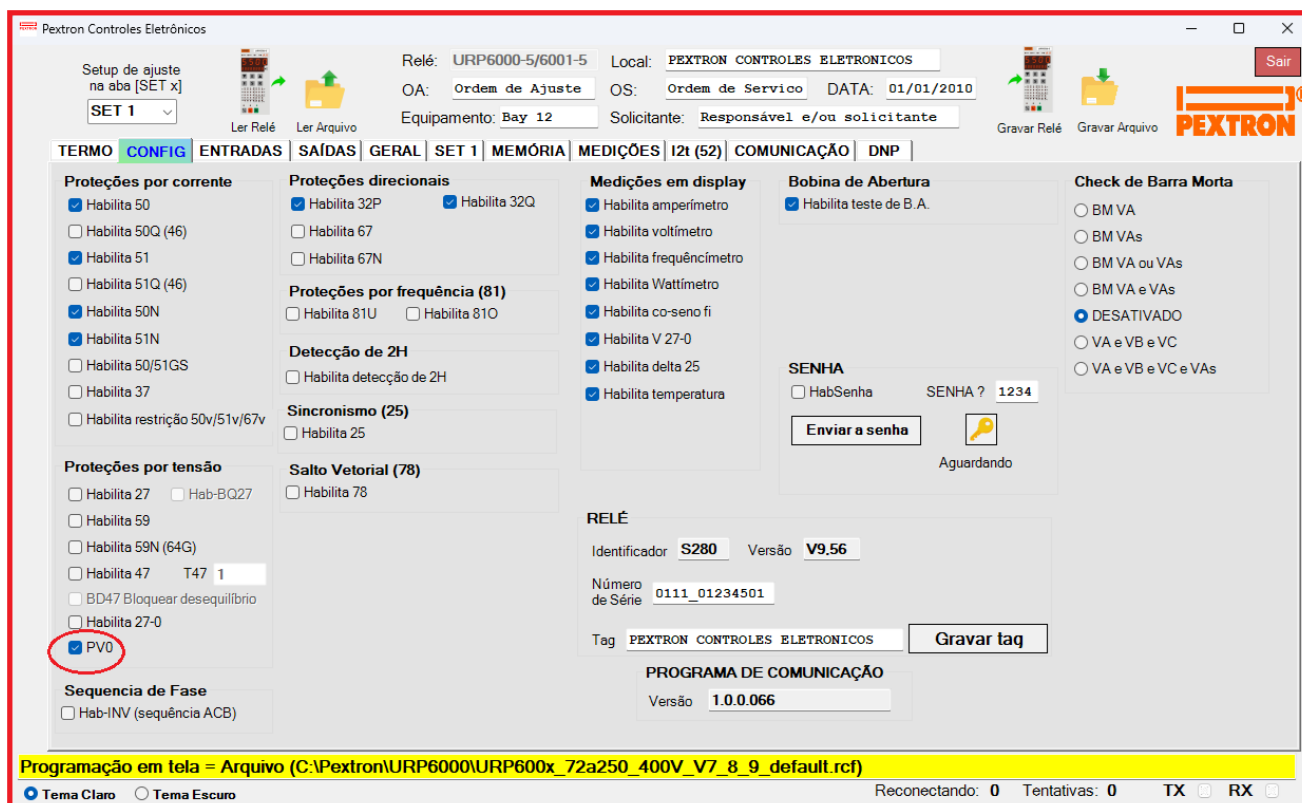 Pextron Controles Eletrônicos
Setup de ajuste
na aba [SET x]
SET 1
Ler Relé
Ler Arquivo
Relé: URP6000-5/6001-5 Local: PEXTRON CONTROLES ELETRONICOS
OA: Ordem de Ajuste OS: Ordem de Servico DATA: 01/01/2010
Equipamento: Bay 12 Solicitante: Responsável e/ou solicitante
Gravar Relé
Gravar Arquivo
Sair
PEXTRON
TERMO CONFIG ENTRADAS SAÍDAS GERAL SET 1 MEMÓRIA MEDIÇÕES I2t (52) COMUNICAÇÃO DNP
Proteções por corrente
Habilita 50
Habilita 50Q (46)
Habilita 51
Habilita 51Q (46)
Habilita 50N
Habilita 51N
Habilita 50/51GS
Habilita 37
Habilita restrição 50v/51v/67v
Proteções por tensão
Habilita 27 Hab-BQ27
Habilita 59
Habilita 59N (64G)
Habilita 47 T47 1
BD47 Bloquear desequilíbrio
Habilita 27-0
PV0
Sequencia de Fase
Hab-INV (sequência ACB)
Proteções direcionais
Habilita 32P Habilita 32Q
Habilita 67
Habilita 67N
Proteções por frequência (81)
Habilita 81U Habilita 81O
Detecção de 2H
Habilita detecção de 2H
Sincronismo (25)
Habilita 25
Salto Vetorial (78)
Habilita 78
Medições em display
Habilita amperímetro
Habilita voltímetro
Habilita frequêncímetro
Habilita Wattímetro
Habilita co-seno fi
Habilita V 27-0
Habilita delta 25
Habilita temperatura
Bobina de Abertura
Habilita teste de B.A.
SENHA
HabSenha SENHA ? 1234
Enviar a senha
Aguardando
Check de Barra Morta
BM VA
BM VAs
BM VA ou VAs
BM VA e VAs
DESATIVADO
VA e VB e VC
VA e VB e VC e VAs
RELÉ
Identificador S280 Versão V9,56
Número
de Série 0111_01234501
Tag PEXTRON CONTROLES ELETRONICOS Gravar tag
PROGRAMA DE COMUNICAÇÃO
Versão 1.0.0.066
Programação em tela = Arquivo (C:\Pextron\URP6000\URP600x_72a250_400V_V7_8_9_default.rcf)
Tema Claro Tema Escuro Reconectando: 0 Tentativas: 0 TX RX